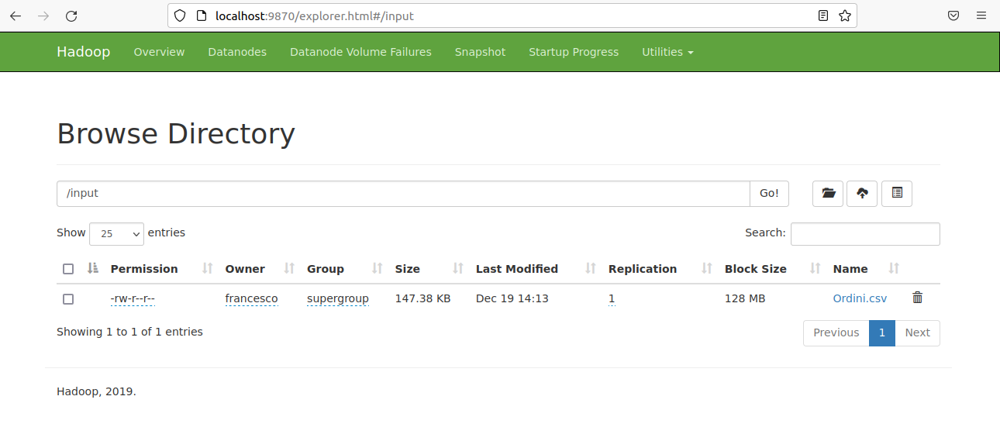 localhost:9870/explorer.html#/input
Hadoop Overview Datanodes Datanode Volume Failures Snapshot Startup Progress Utilities
Browse Directory
/input Go!
Show 25 entries Search:
Permission Owner Group Size Last Modified Replication Block Size Name
-rw-r--r-- francesco supergroup 147.38 KB Dec 19 14:13 1 128 MB Ordini.csv
Showing 1 to 1 of 1 entries Previous 1 Next
Hadoop, 2019.